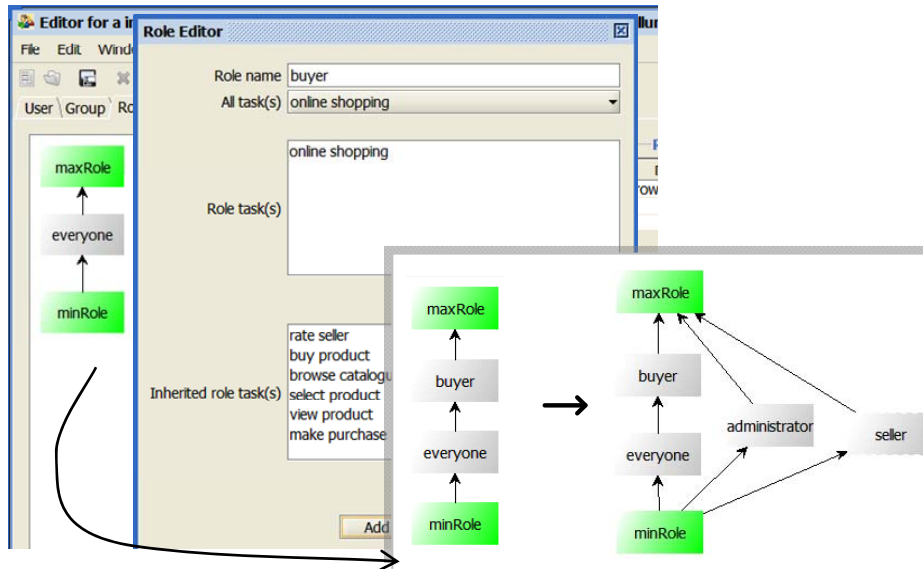 Editor for a i
File Edit Windo
User Group Ro
Role Editor
Role name buyer
All task(s) online shopping
Role task(s)
online shopping
Inherited role task(s)
rate seller
buy product
browse catalogu
select product
view product
make purchase
Add
maxRole
everyone
minRole
maxRole
buyer
everyone
minRole
maxRole
buyer
administrator
seller
everyone
minRole